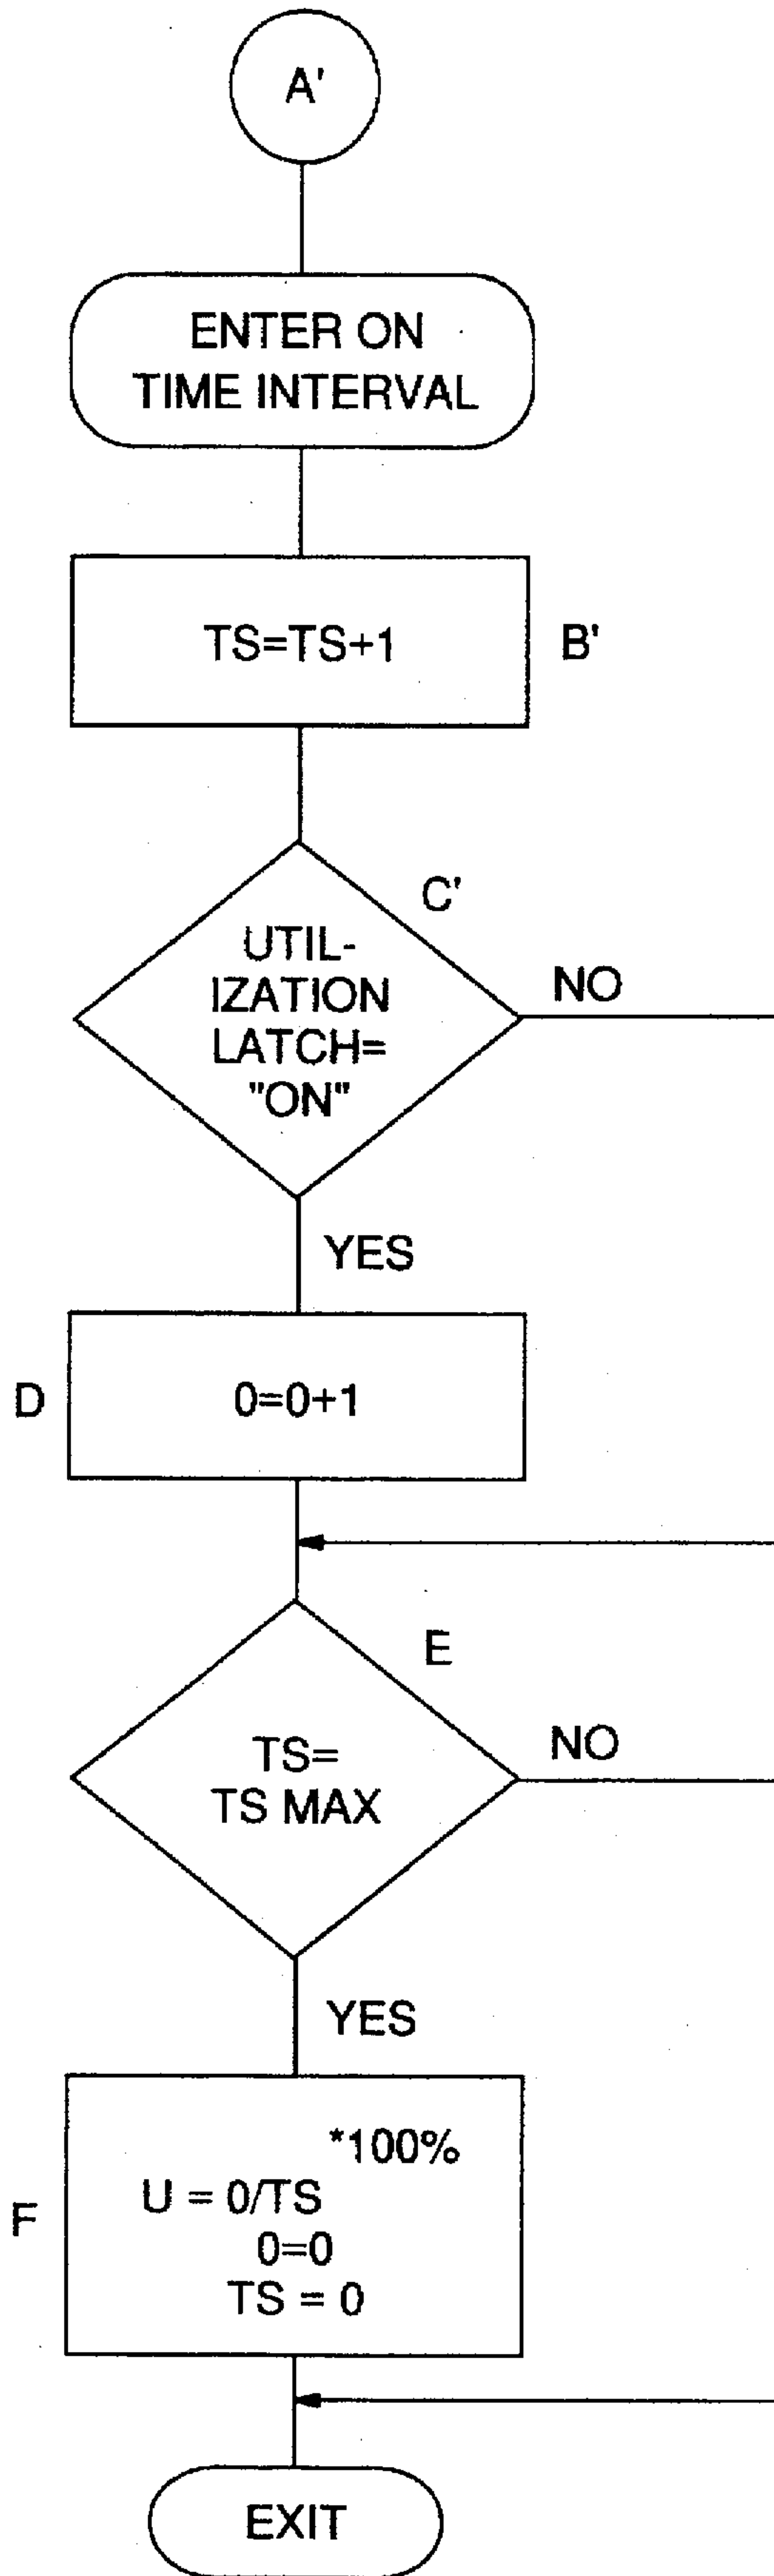 A'
ENTER ON
TIME INTERVAL
TS=TS+1
B'
C'
UTIL-
IZATION
LATCH=
"ON"
NO
YES
D
0=0+1
E
TS=
TS MAX
NO
YES
F
*100%
U = 0/TS
0=0
TS = 0
EXIT